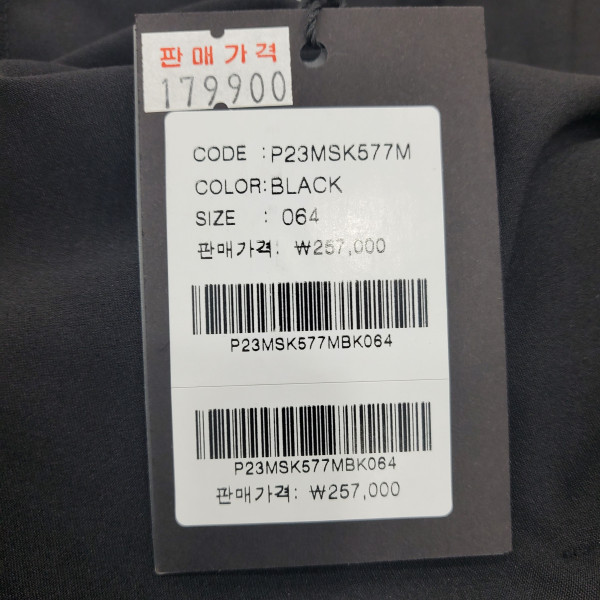 판매가격
179900
CODE : P23MSK577M
COLOR: BLACK
SIZE : 064
판매가격: ₩257,000
P23MSK577MBK064
P23MSK577MBK064
판매가격: ₩257,000